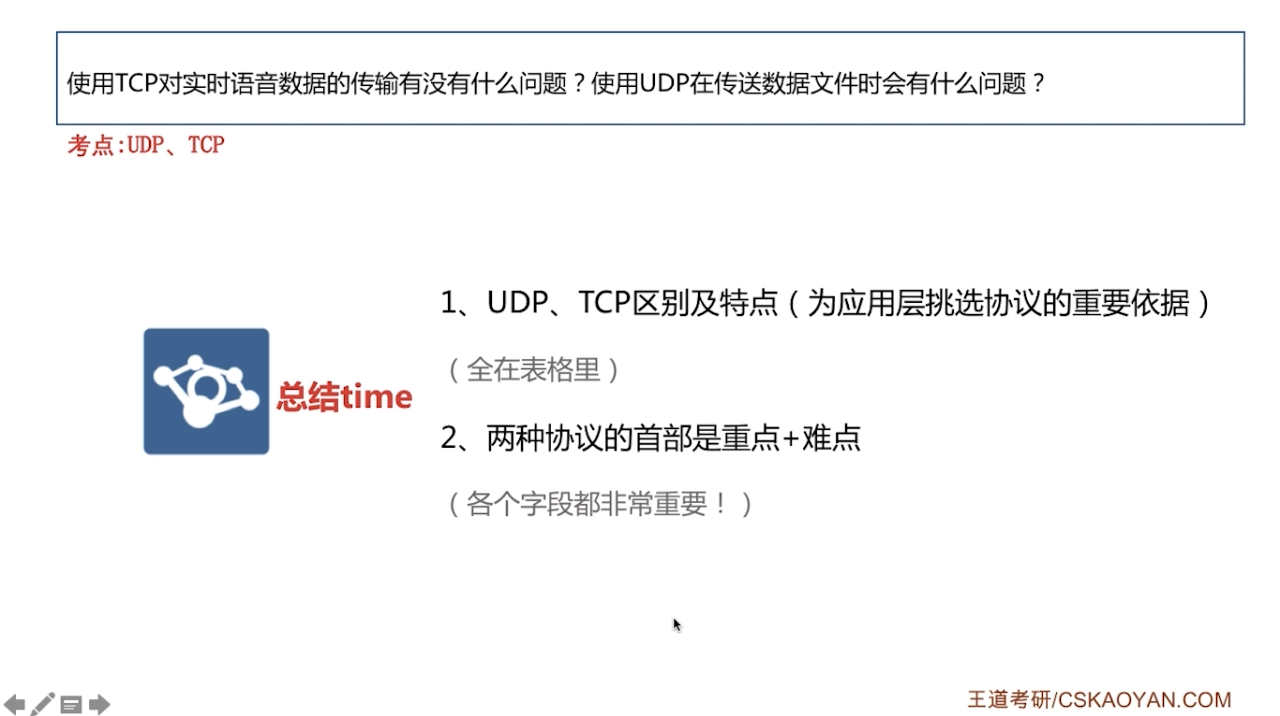 使用TCP对实时语音数据的传输有没有什么问题？使用UDP在传送数据文件时会有什么问题？
考点:UDP、TCP
1、UDP、TCP区别及特点（为应用层挑选协议的重要依据）
（全在表格里）
总结time
2、两种协议的首部是重点+难点
（各个字段都非常重要！）
王道考研/CSKAOYAN.COM